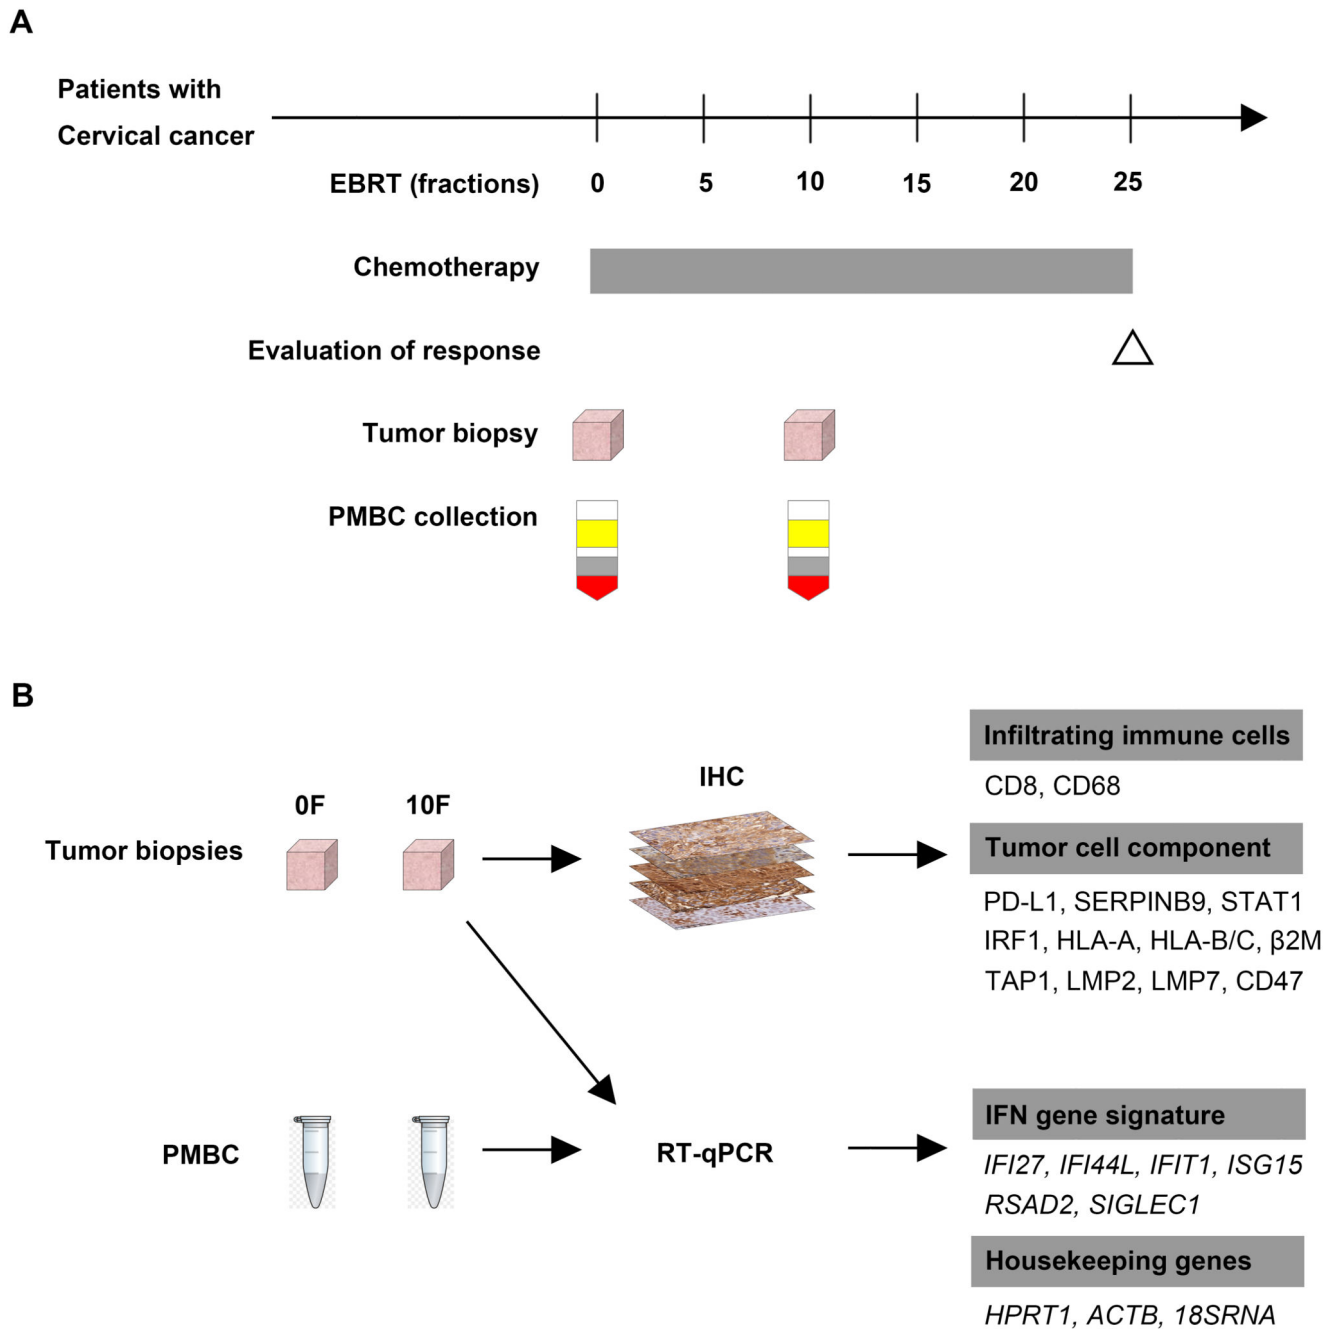 A
Patients with
Cervical cancer
EBRT (fractions) 0 5 10 15 20 25
Chemotherapy
Evaluation of response
Tumor biopsy
PMBC collection
B
Tumor biopsies
0F 10F
IHC
Infiltrating immune cells
CD8, CD68
Tumor cell component
PD-L1, SERPINB9, STAT1
IRF1, HLA-A, HLA-B/C, β2M
TAP1, LMP2, LMP7, CD47
PMBC
RT-qPCR
IFN gene signature
IFI27, IFI44L, IFIT1, ISG15
RSAD2, SIGLEC1
Housekeeping genes
HPRT1, ACTB, 18SRNA